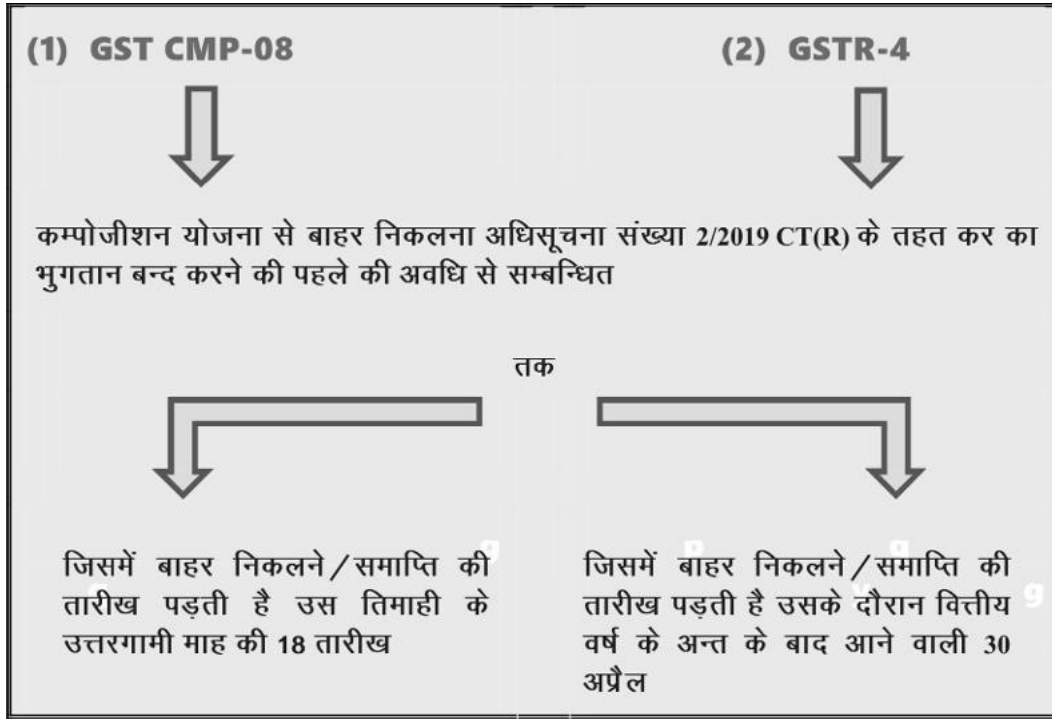 (1) GST CMP-08
(2) GSTR-4
कम्पोजीशन योजना से बाहर निकलना अधिसूचना संख्या 2/2019 CT(R) के तहत कर का
भुगतान बन्द करने की पहले की अवधि से सम्बन्धित
तक
जिसमें बाहर निकलने/समाप्ति की
तारीख पड़ती है उस तिमाही के
उत्तरगामी माह की 18 तारीख
जिसमें बाहर निकलने/समाप्ति की
तारीख पड़ती है उसके दौरान वित्तीय
वर्ष के अन्त के बाद आने वाली 30
अप्रैल